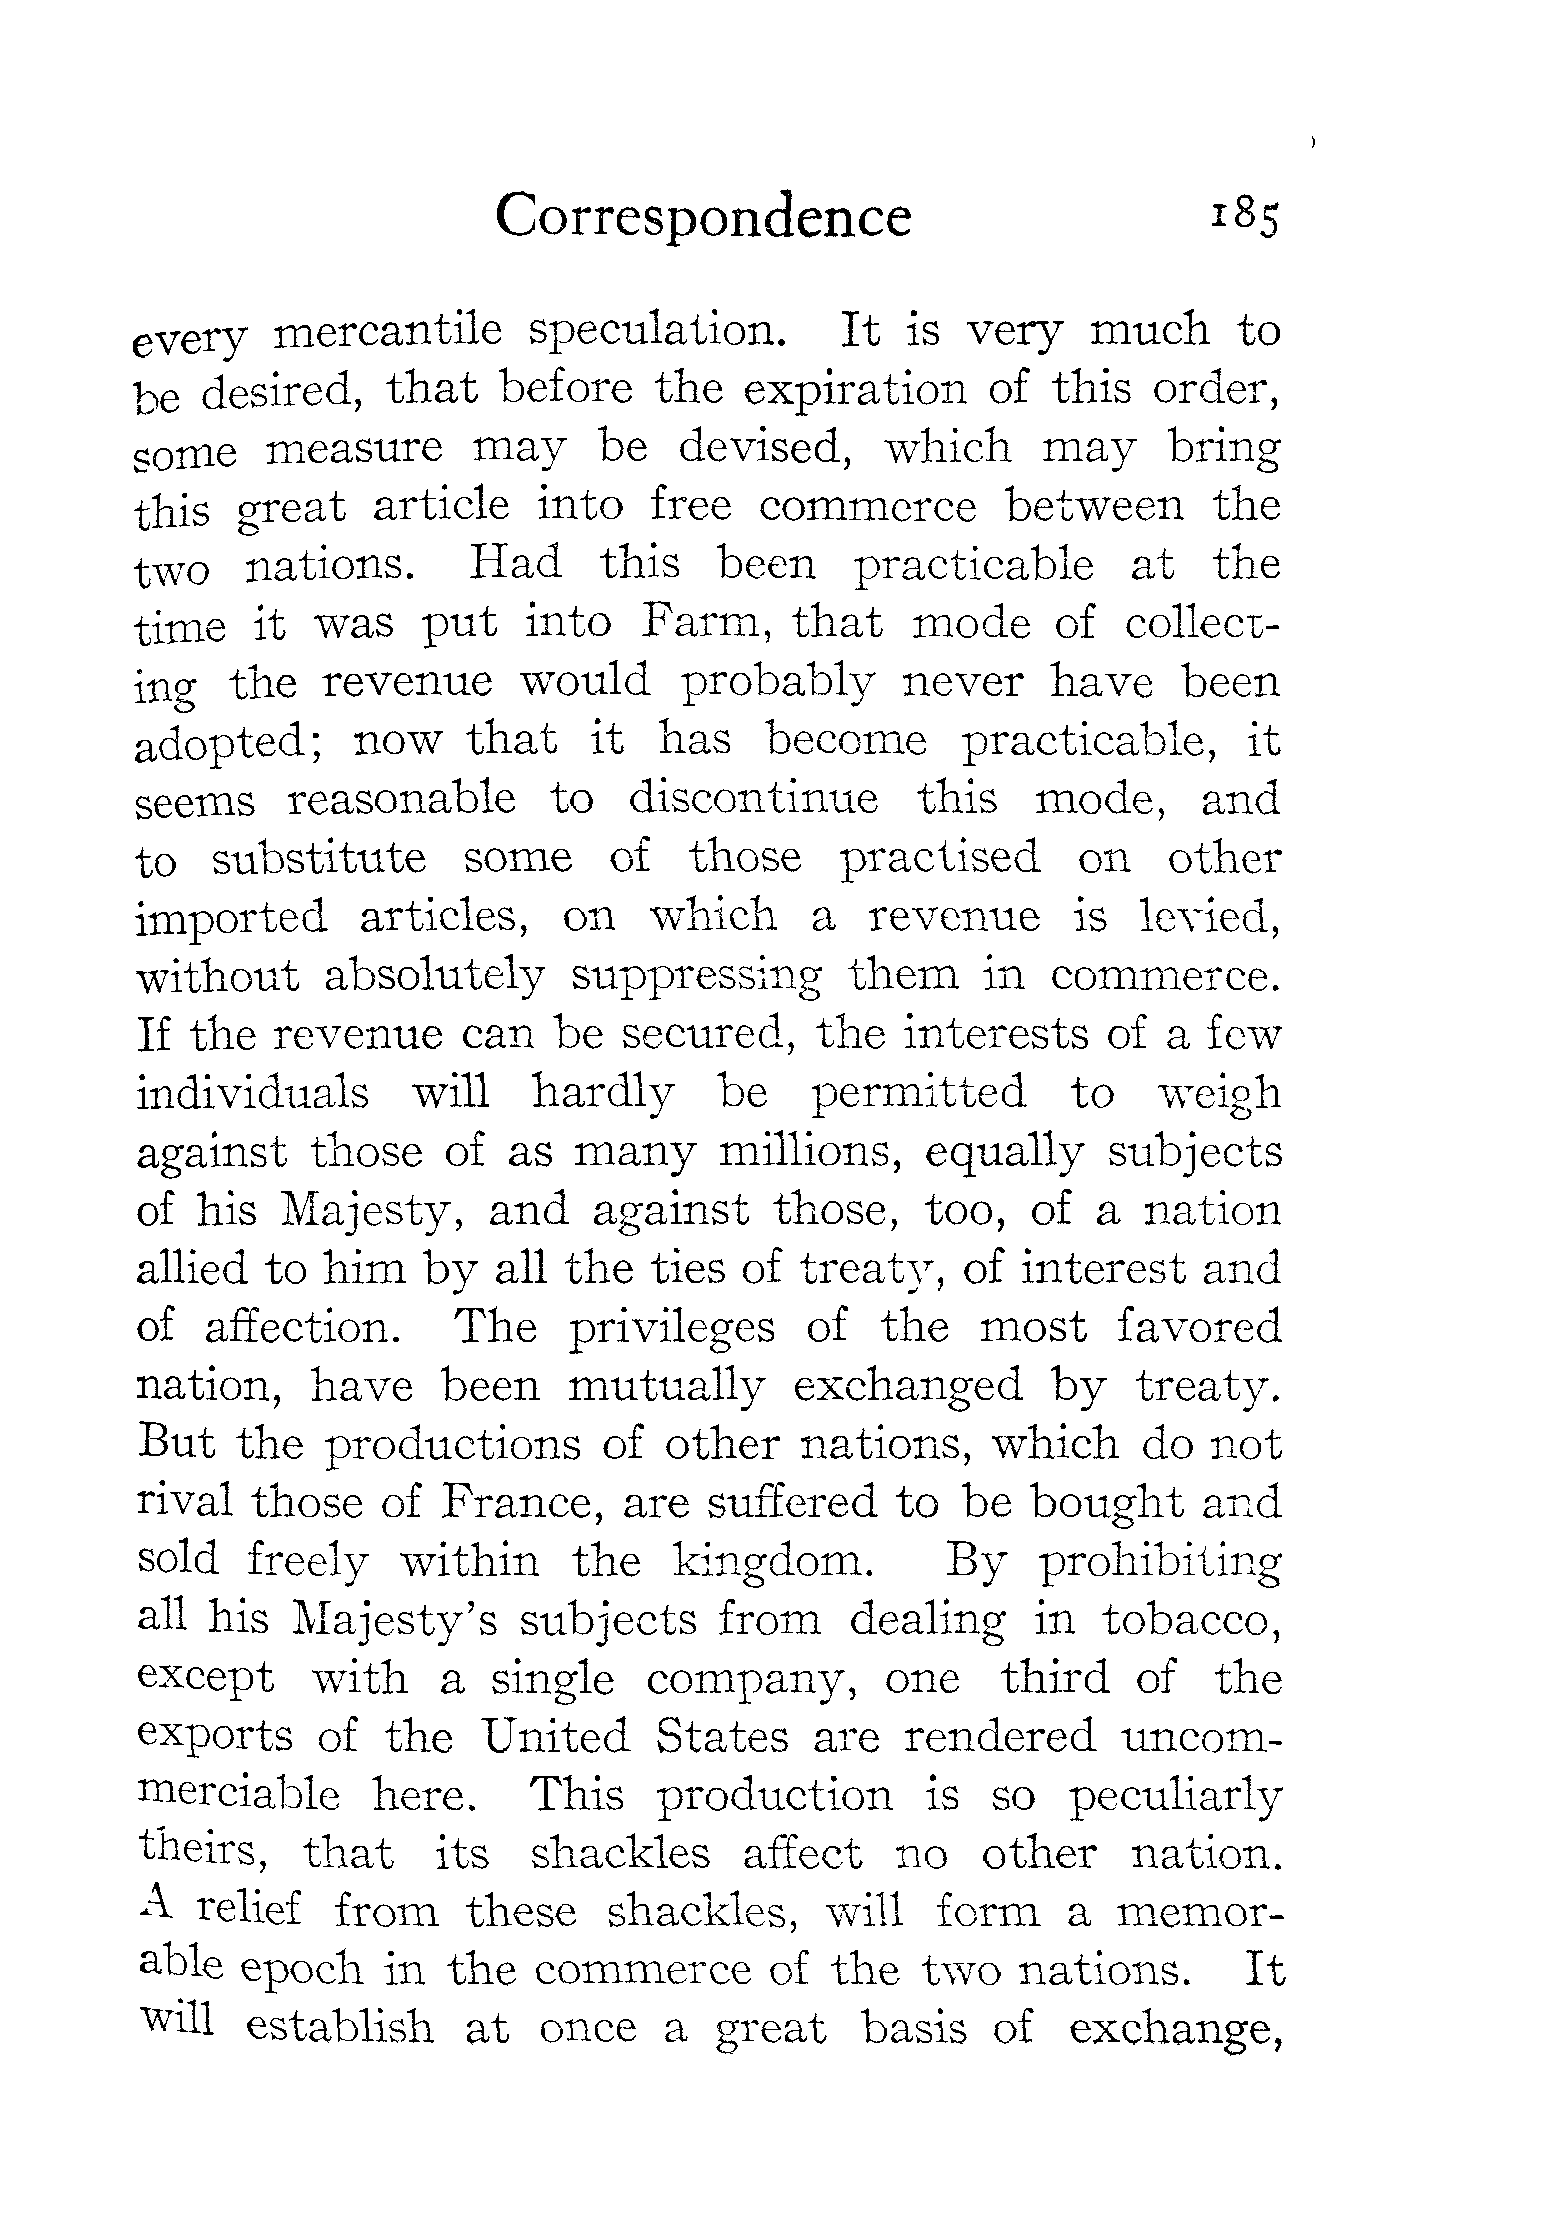 Correspondence 185
every mercantile speculation. It is very much to
be desired, that before the expiration of this order,
some measure may be devised, which may bring
this great article into free commerce between the
two nations. Had this been practicable at the
time it was put into Farm, that mode of collect-
ing the revenue would probably never have been
adopted; now that it has become practicable, it
seems reasonable to discontinue this mode, and
to substitute some of those practised on other
imported articles, on which a revenue is levied,
without absolutely suppressing them in commerce.
If the revenue can be secured, the interests of a few
individuals will hardly be permitted to weigh
against those of as many millions, equally subjects
of his Majesty, and against those, too, of a nation
allied to him by all the ties of treaty, of interest and
of affection. The privileges of the most favored
nation, have been mutually exchanged by treaty.
But the productions of other nations, which do not
rival those of France, are suffered to be bought and
sold freely within the kingdom. By prohibiting
all his Majesty's subjects from dealing in tobacco,
except with a single company, one third of the
exports of the United States are rendered uncom-
merciable here. This production is so peculiarly
theirs, that its shackles affect no other nation.
A relief from these shackles, will form a memor-
able epoch in the commerce of the two nations. It
will establish at once a great basis of exchange,